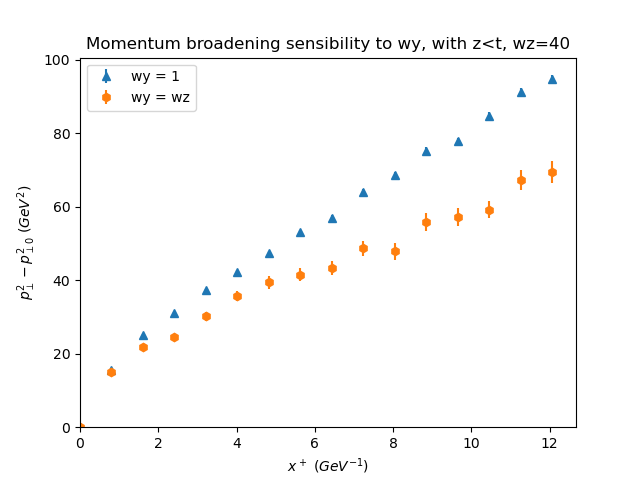 Momentum broadening sensibility to wy, with z<t, wz=40
wy = 1
wy = wz
100
80
60
40
20
0
p⊥² − p⊥0² (GeV²)
0 2 4 6 8 10 12
x⁺ (GeV⁻¹)